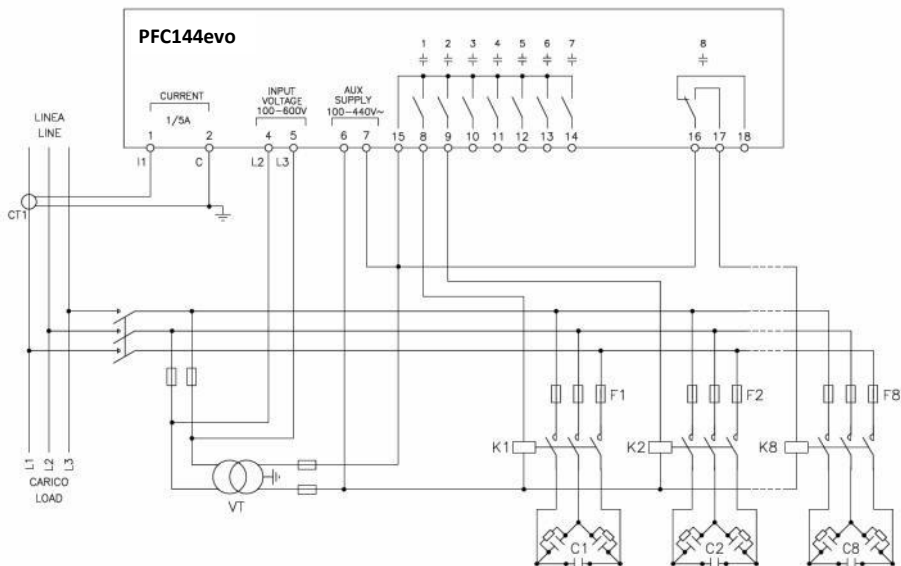 PFC144evo
1 2 3 4 5 6 7 8
CURRENT
1/5A
INPUT
VOLTAGE
100-600V
AUX
SUPPLY
100-440V~
LINEA
LINE
1 2 4 5 6 7 15 8 9 10 11 12 13 14 16 17 18
I1 C L2 L3
CT1
F1 F2 F8
K1 K2 K8
L1 L2 L3
CARICO
LOAD
VT
C1 C2 C8